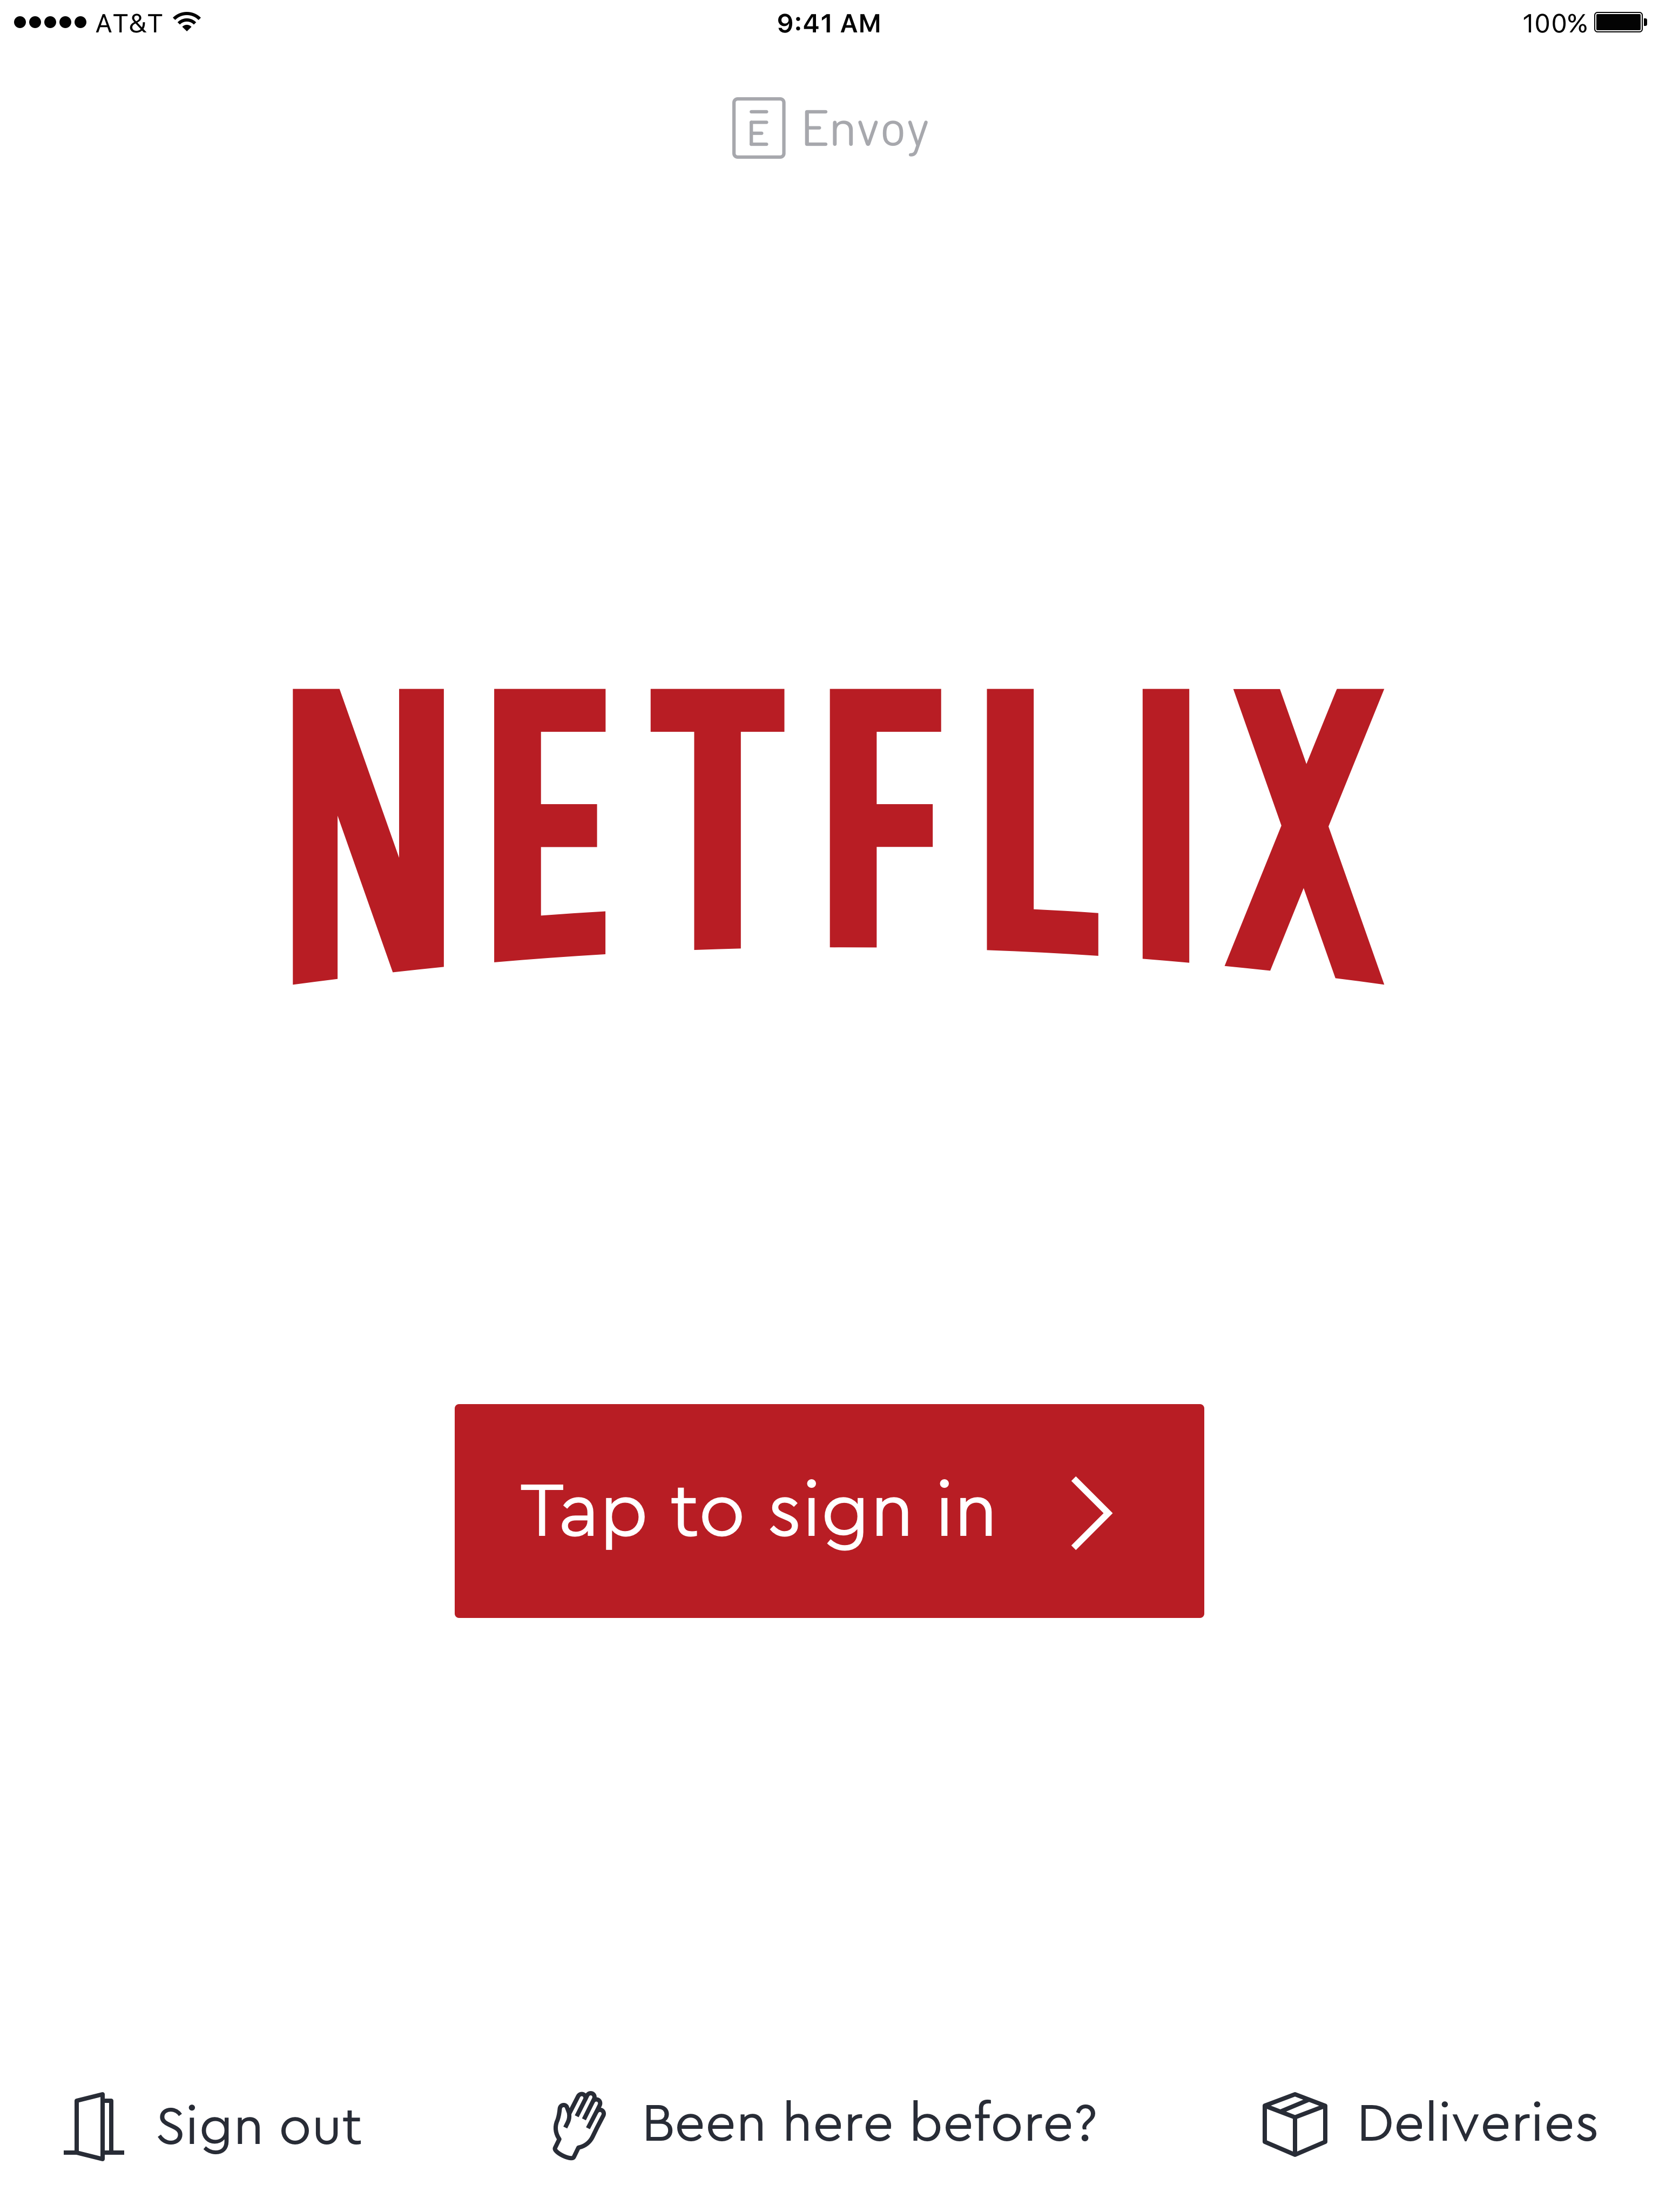 AT&T 9:41 AM 100%
Envoy
NETFLIX
Tap to sign in
Sign out Been here before? Deliveries